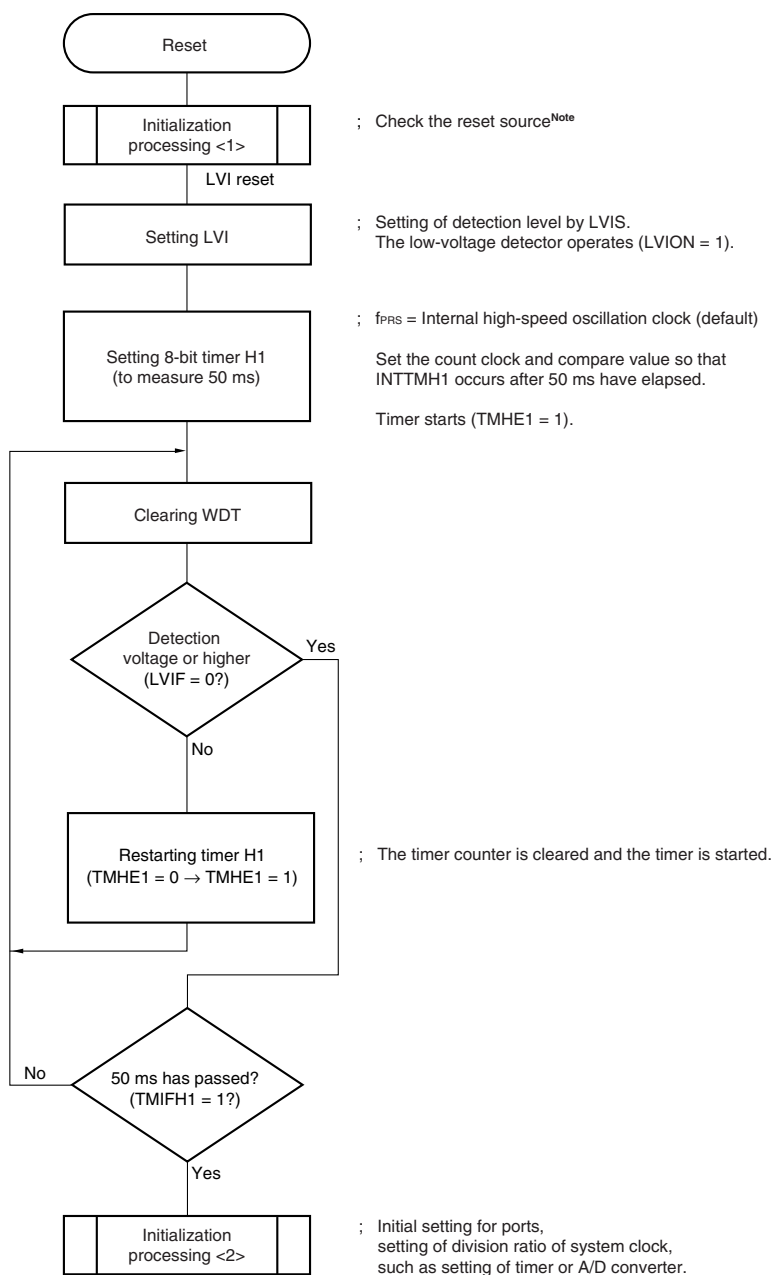 Reset
Initialization
processing <1>
; Check the reset sourceNote
LVI reset
Setting LVI
; Setting of detection level by LVIS.
The low-voltage detector operates (LVION = 1).
Setting 8-bit timer H1
(to measure 50 ms)
; fPRS = Internal high-speed oscillation clock (default)
Set the count clock and compare value so that
INTTMH1 occurs after 50 ms have elapsed.
Timer starts (TMHE1 = 1).
Clearing WDT
Detection
voltage or higher
(LVIF = 0?)
Yes
No
Restarting timer H1
(TMHE1 = 0 → TMHE1 = 1)
; The timer counter is cleared and the timer is started.
50 ms has passed?
(TMIFH1 = 1?)
No
Yes
Initialization
processing <2>
; Initial setting for ports,
setting of division ratio of system clock,
such as setting of timer or A/D converter.